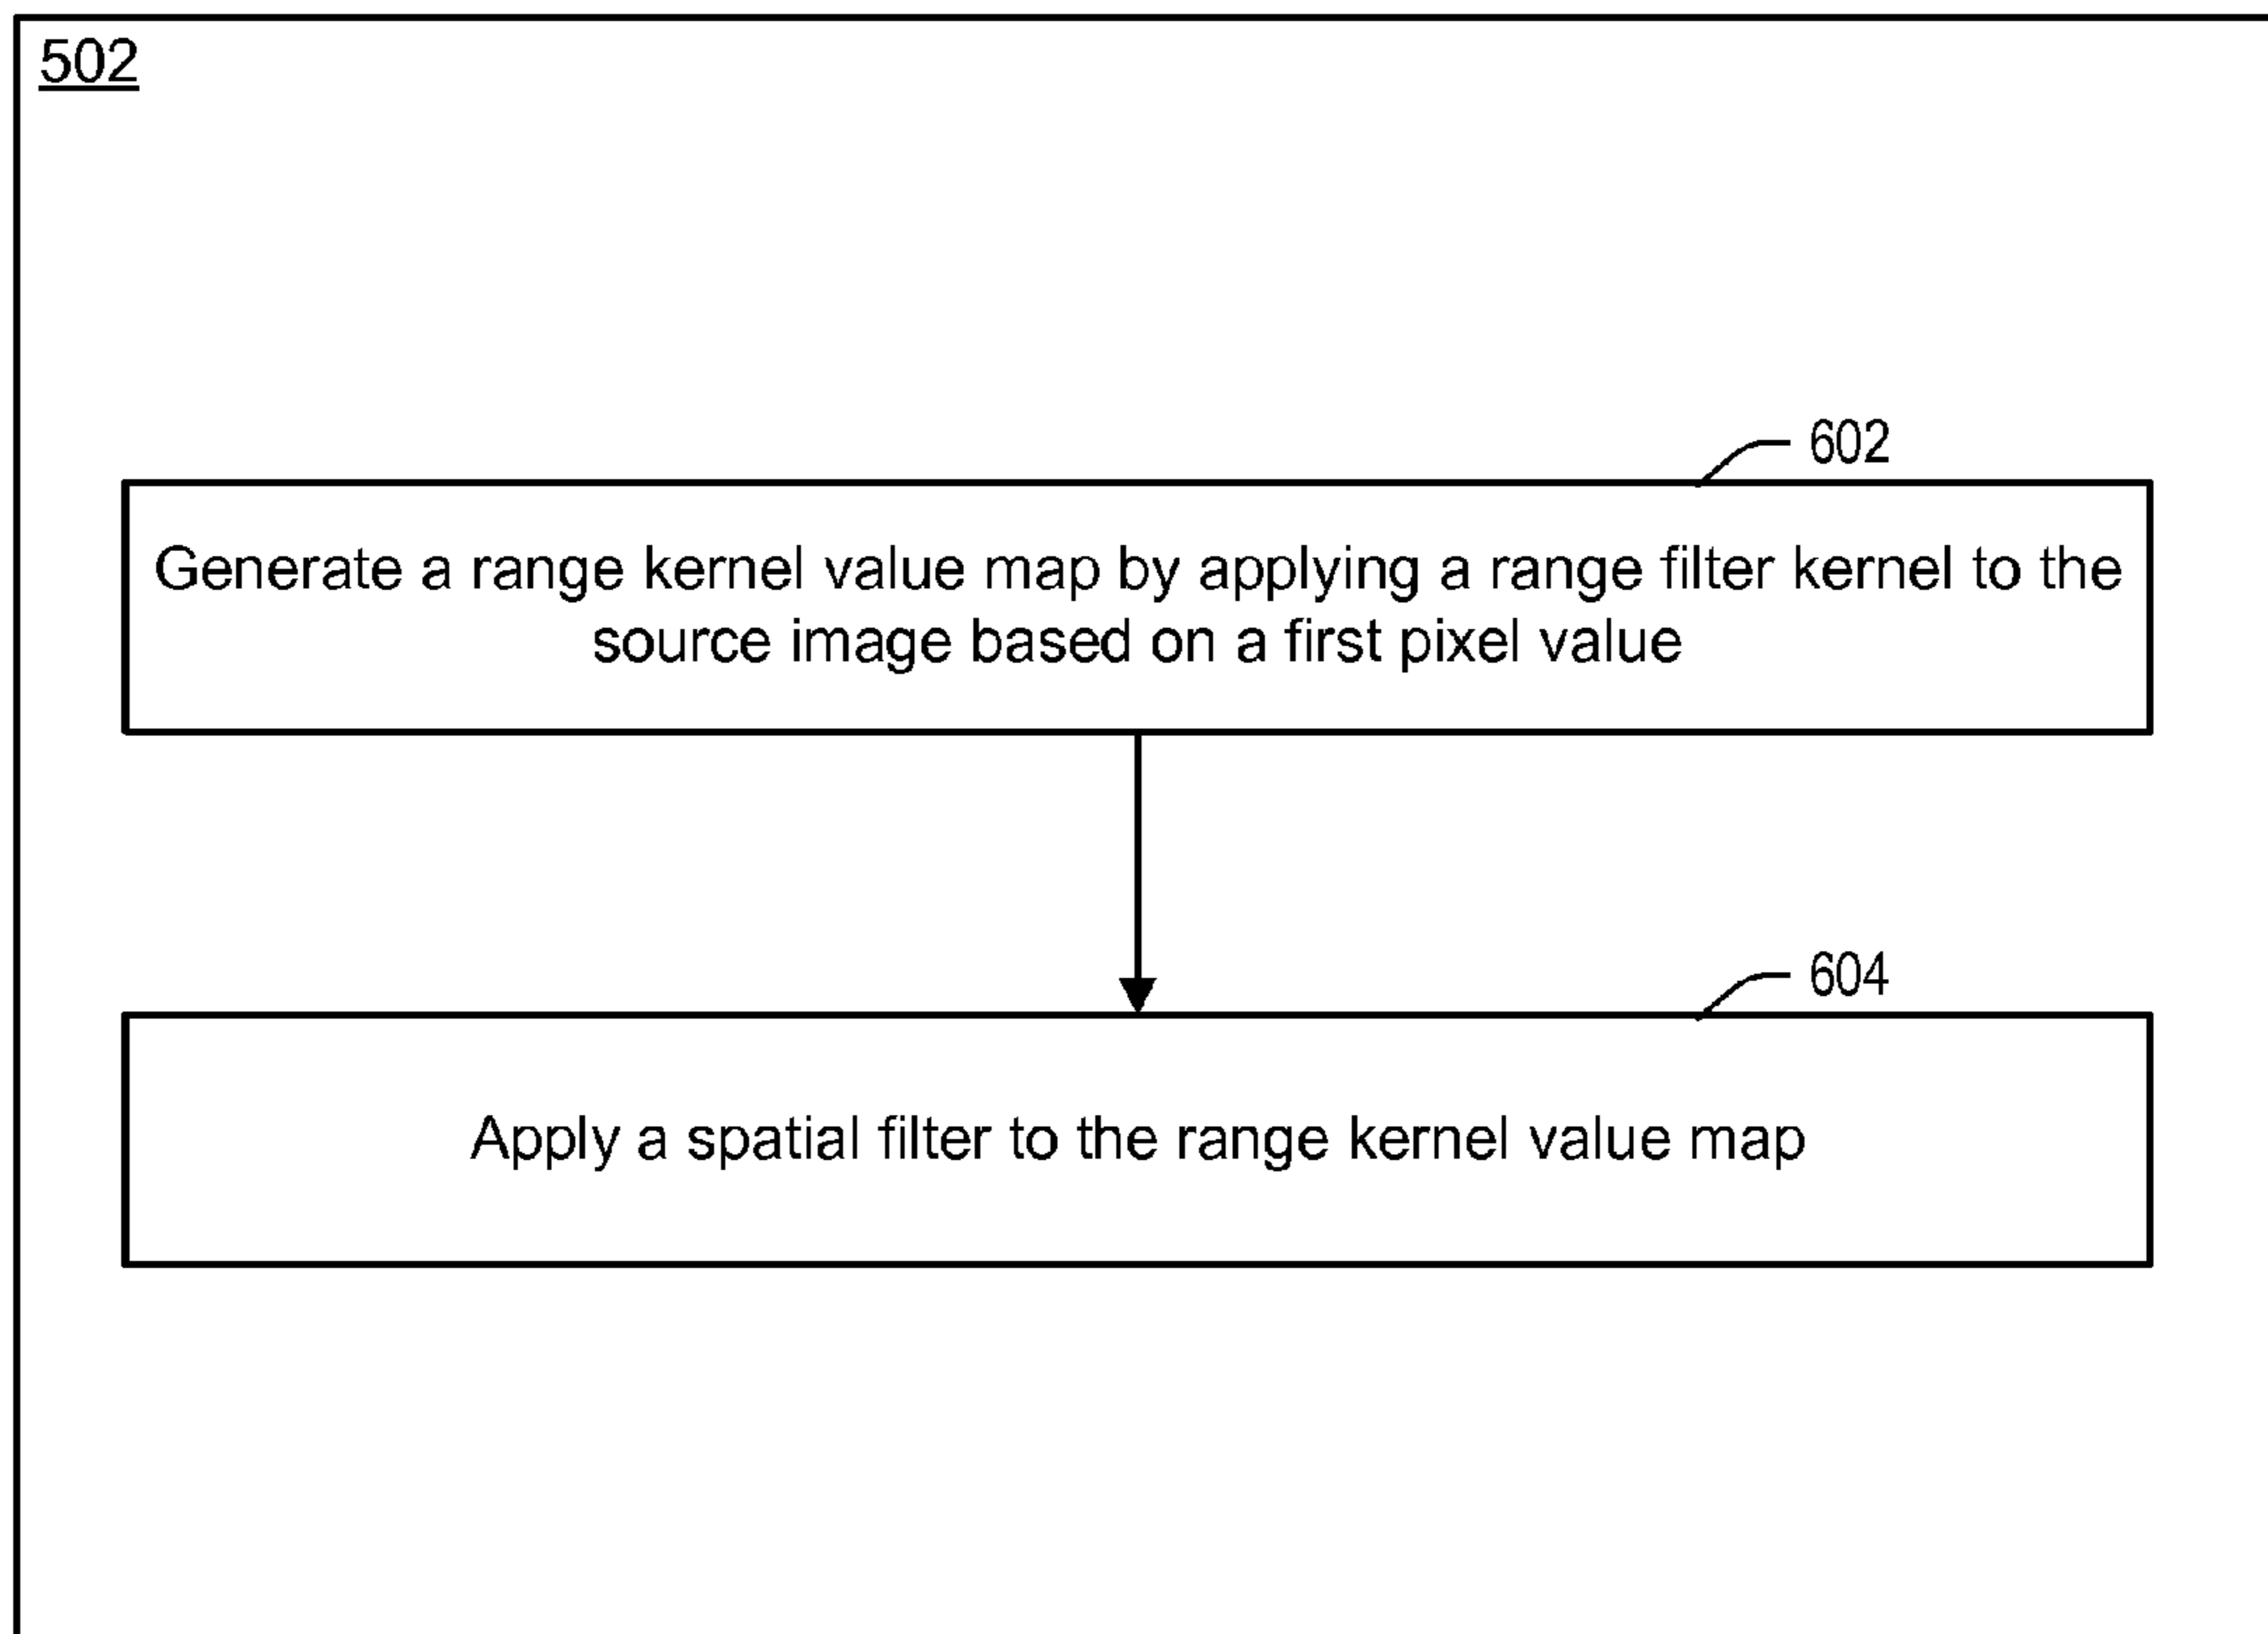 502
602
Generate a range kernel value map by applying a range filter kernel to the
source image based on a first pixel value
604
Apply a spatial filter to the range kernel value map